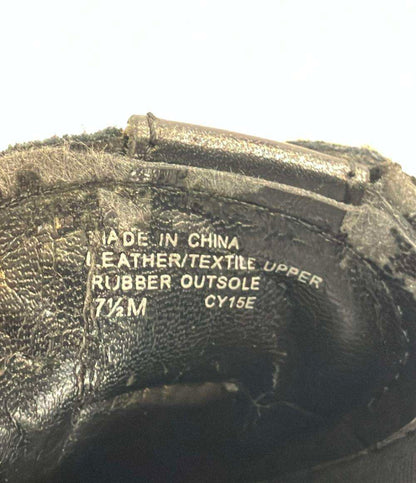 MADE IN CHINA
LEATHER/TEXTILE UPPER
RUBBER OUTSOLE
7½M CY15E